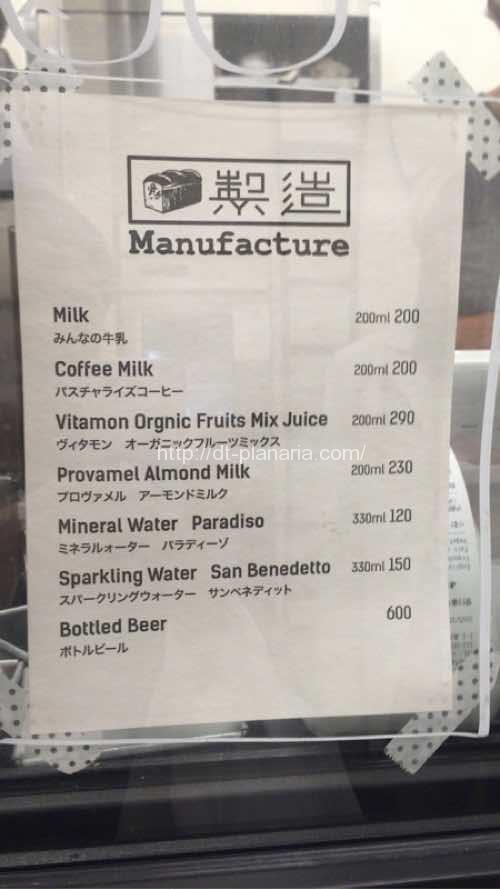 製造
Manufacture
Milk 200ml 200
みんなの牛乳
Coffee Milk 200ml 200
パスチャライズコーヒー
Vitamon Orgnic Fruits Mix Juice 200ml 290
ヴィタモン オーガニックフルーツミックス
http://dt-planaria.com/
Provamel Almond Milk 200ml 230
プロヴァメル アーモンドミルク
Mineral Water Paradiso 330ml 120
ミネラルウォーター パラディーゾ
Sparkling Water San Benedetto 330ml 150
スパークリングウォーター サンベネディット
Bottled Beer 600
ボトルビール